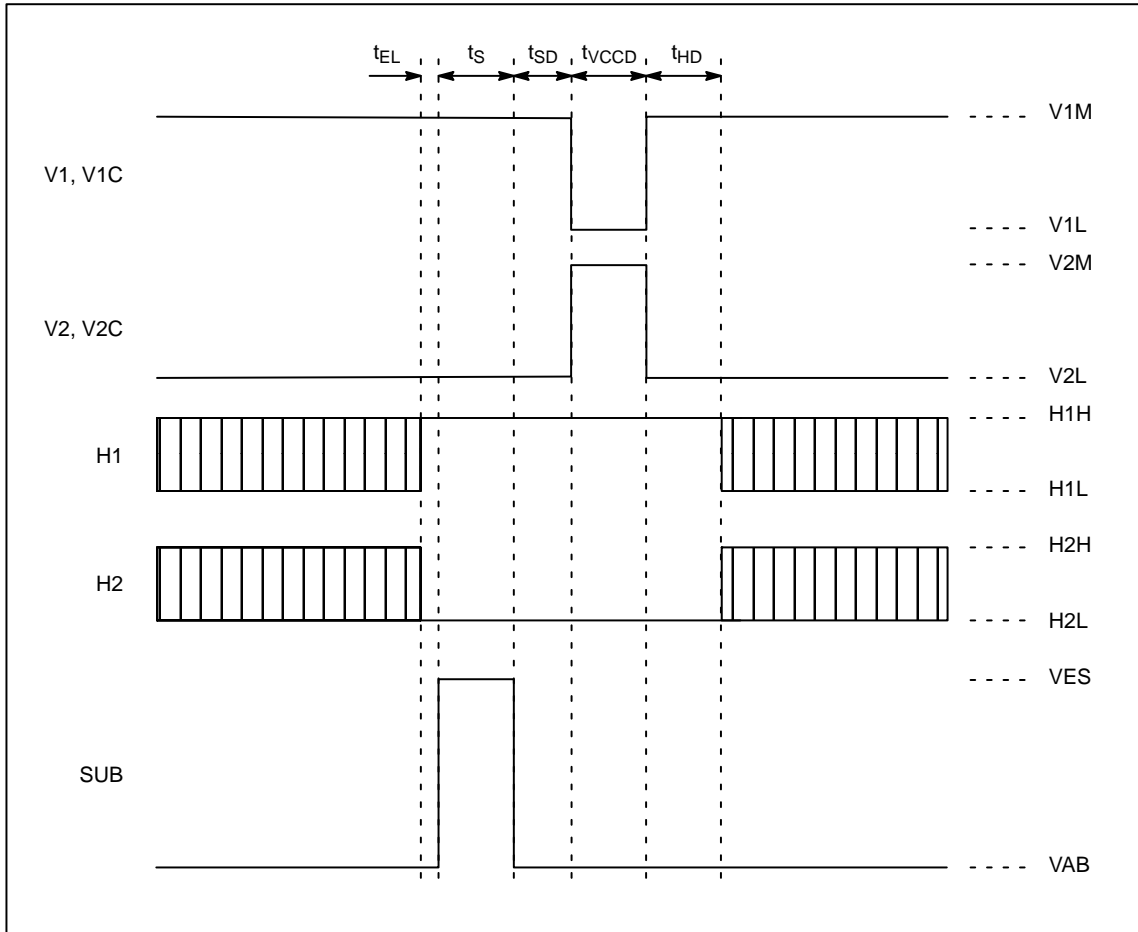 tEL tS tSD tVCCD tHD
V1M
V1, V1C
V1L
V2M
V2, V2C
V2L
H1H
H1
H1L
H2H
H2
H2L
VES
SUB
VAB